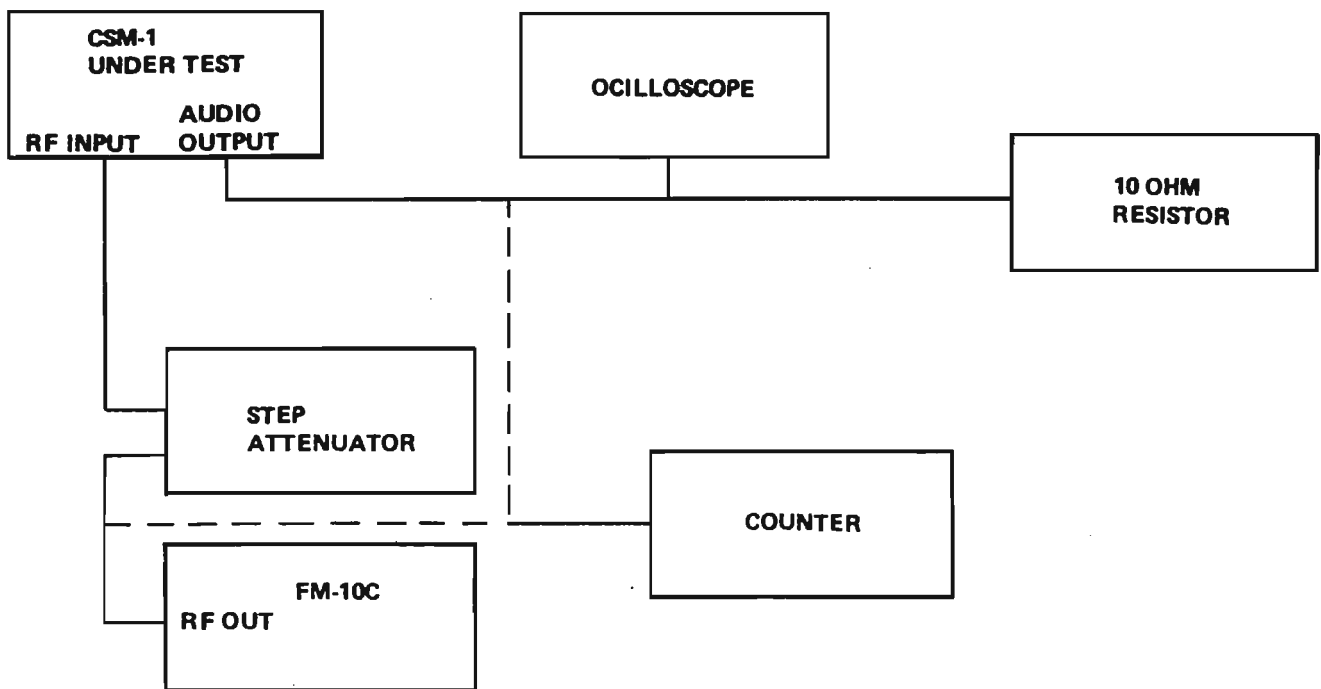 CSM-1
UNDER TEST
RF INPUT
AUDIO
OUTPUT
OCILLOSCOPE
10 OHM
RESISTOR
STEP
ATTENUATOR
COUNTER
FM-10C
RF OUT